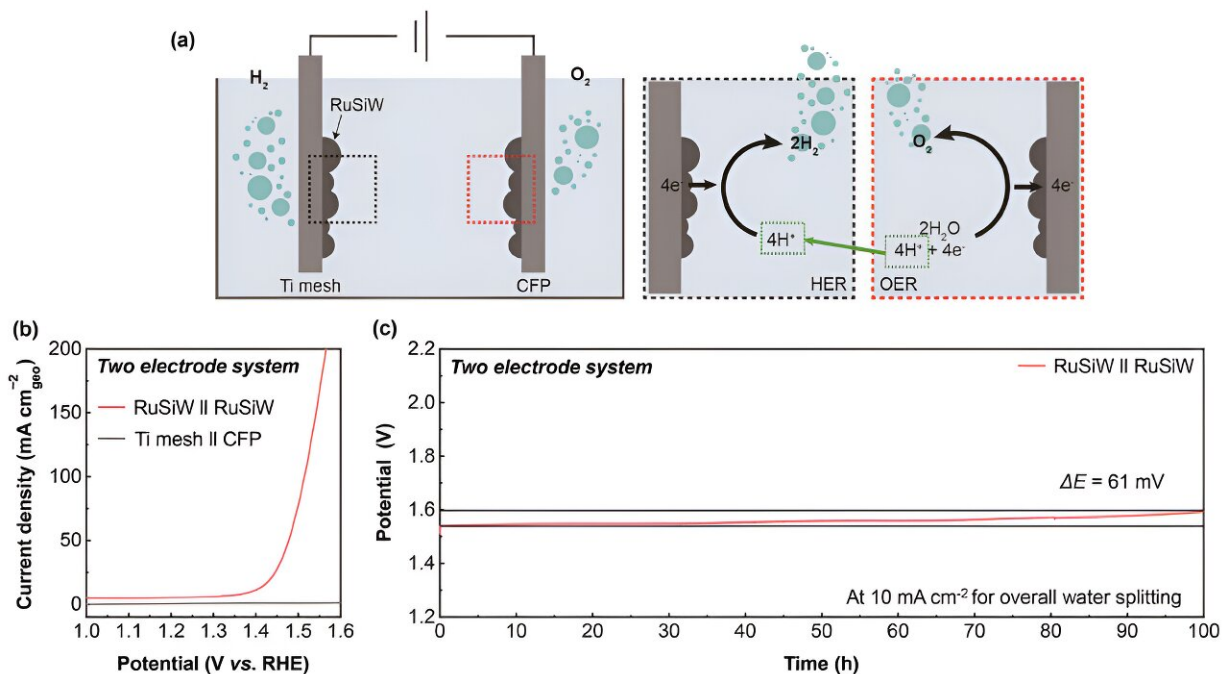 (a)
H₂
O₂
RuSiW
Ti mesh
CFP
2H₂
4e⁻
4H⁺
HER
O₂
4e⁻
2H₂O
4H⁺ + 4e⁻
OER
(b)
Two electrode system
RuSiW II RuSiW
Ti mesh II CFP
200
150
100
50
0
Current density (mA cm⁻²geo)
1.0 1.1 1.2 1.3 1.4 1.5 1.6
Potential (V vs. RHE)
(c)
Two electrode system
RuSiW II RuSiW
2.2
2.0
1.8
1.6
1.4
1.2
Potential (V)
ΔE = 61 mV
At 10 mA cm⁻² for overall water splitting
0 10 20 30 40 50 60 70 80 90 100
Time (h)